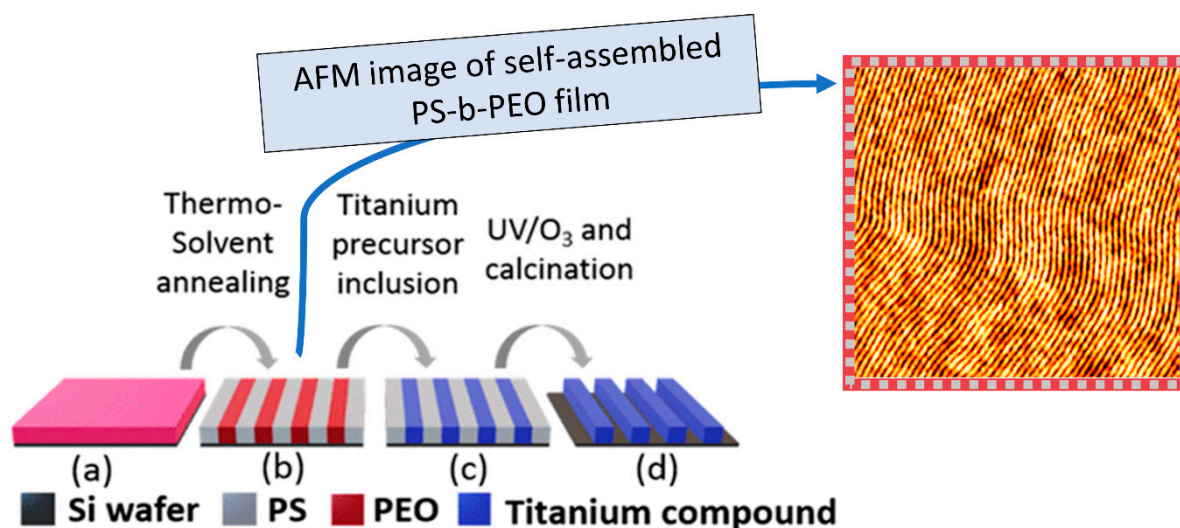 AFM image of self-assembled
PS-b-PEO film
Thermo-
Solvent
annealing
Titanium
precursor
inclusion
UV/O₃ and
calcination
(a) (b) (c) (d)
Si wafer PS PEO Titanium compound